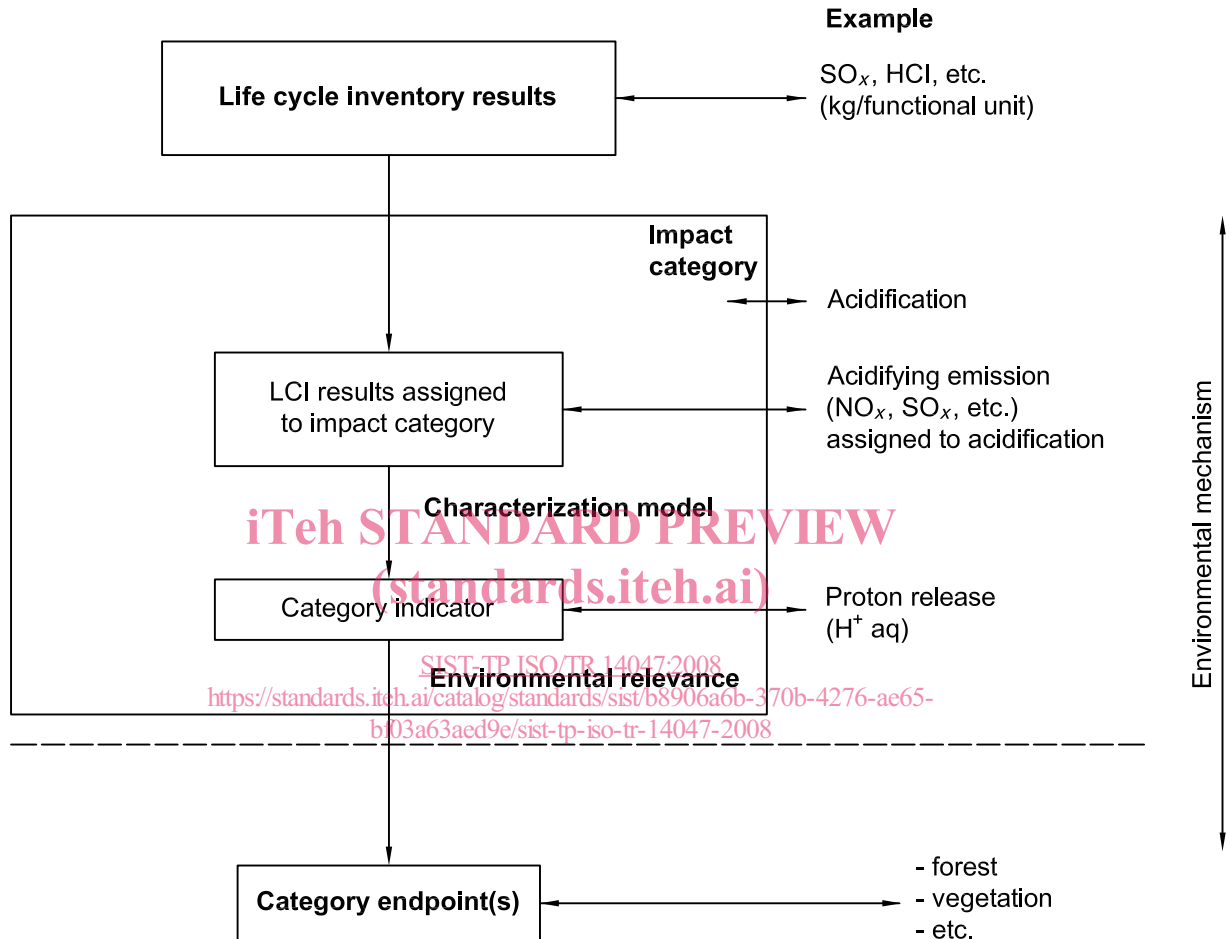 Example
Life cycle inventory results
SOx, HCl, etc.
(kg/functional unit)
Impact
category
Acidification
LCI results assigned
to impact category
Acidifying emission
(NOx, SOx, etc.)
assigned to acidification
Environmental mechanism
Characterization model
iTeh STANDARD PREVIEW
(standards.iteh.ai)
Category indicator
Proton release
(H+ aq)
SIST-TP ISO/TR 14047:2008
Environmental relevance
https://standards.iteh.ai/catalog/standards/sist/b8906a6b-370b-4276-ae65-
bf03a63aed9e/sist-tp-iso-tr-14047-2008
Category endpoint(s)
- forest
- vegetation
- etc.